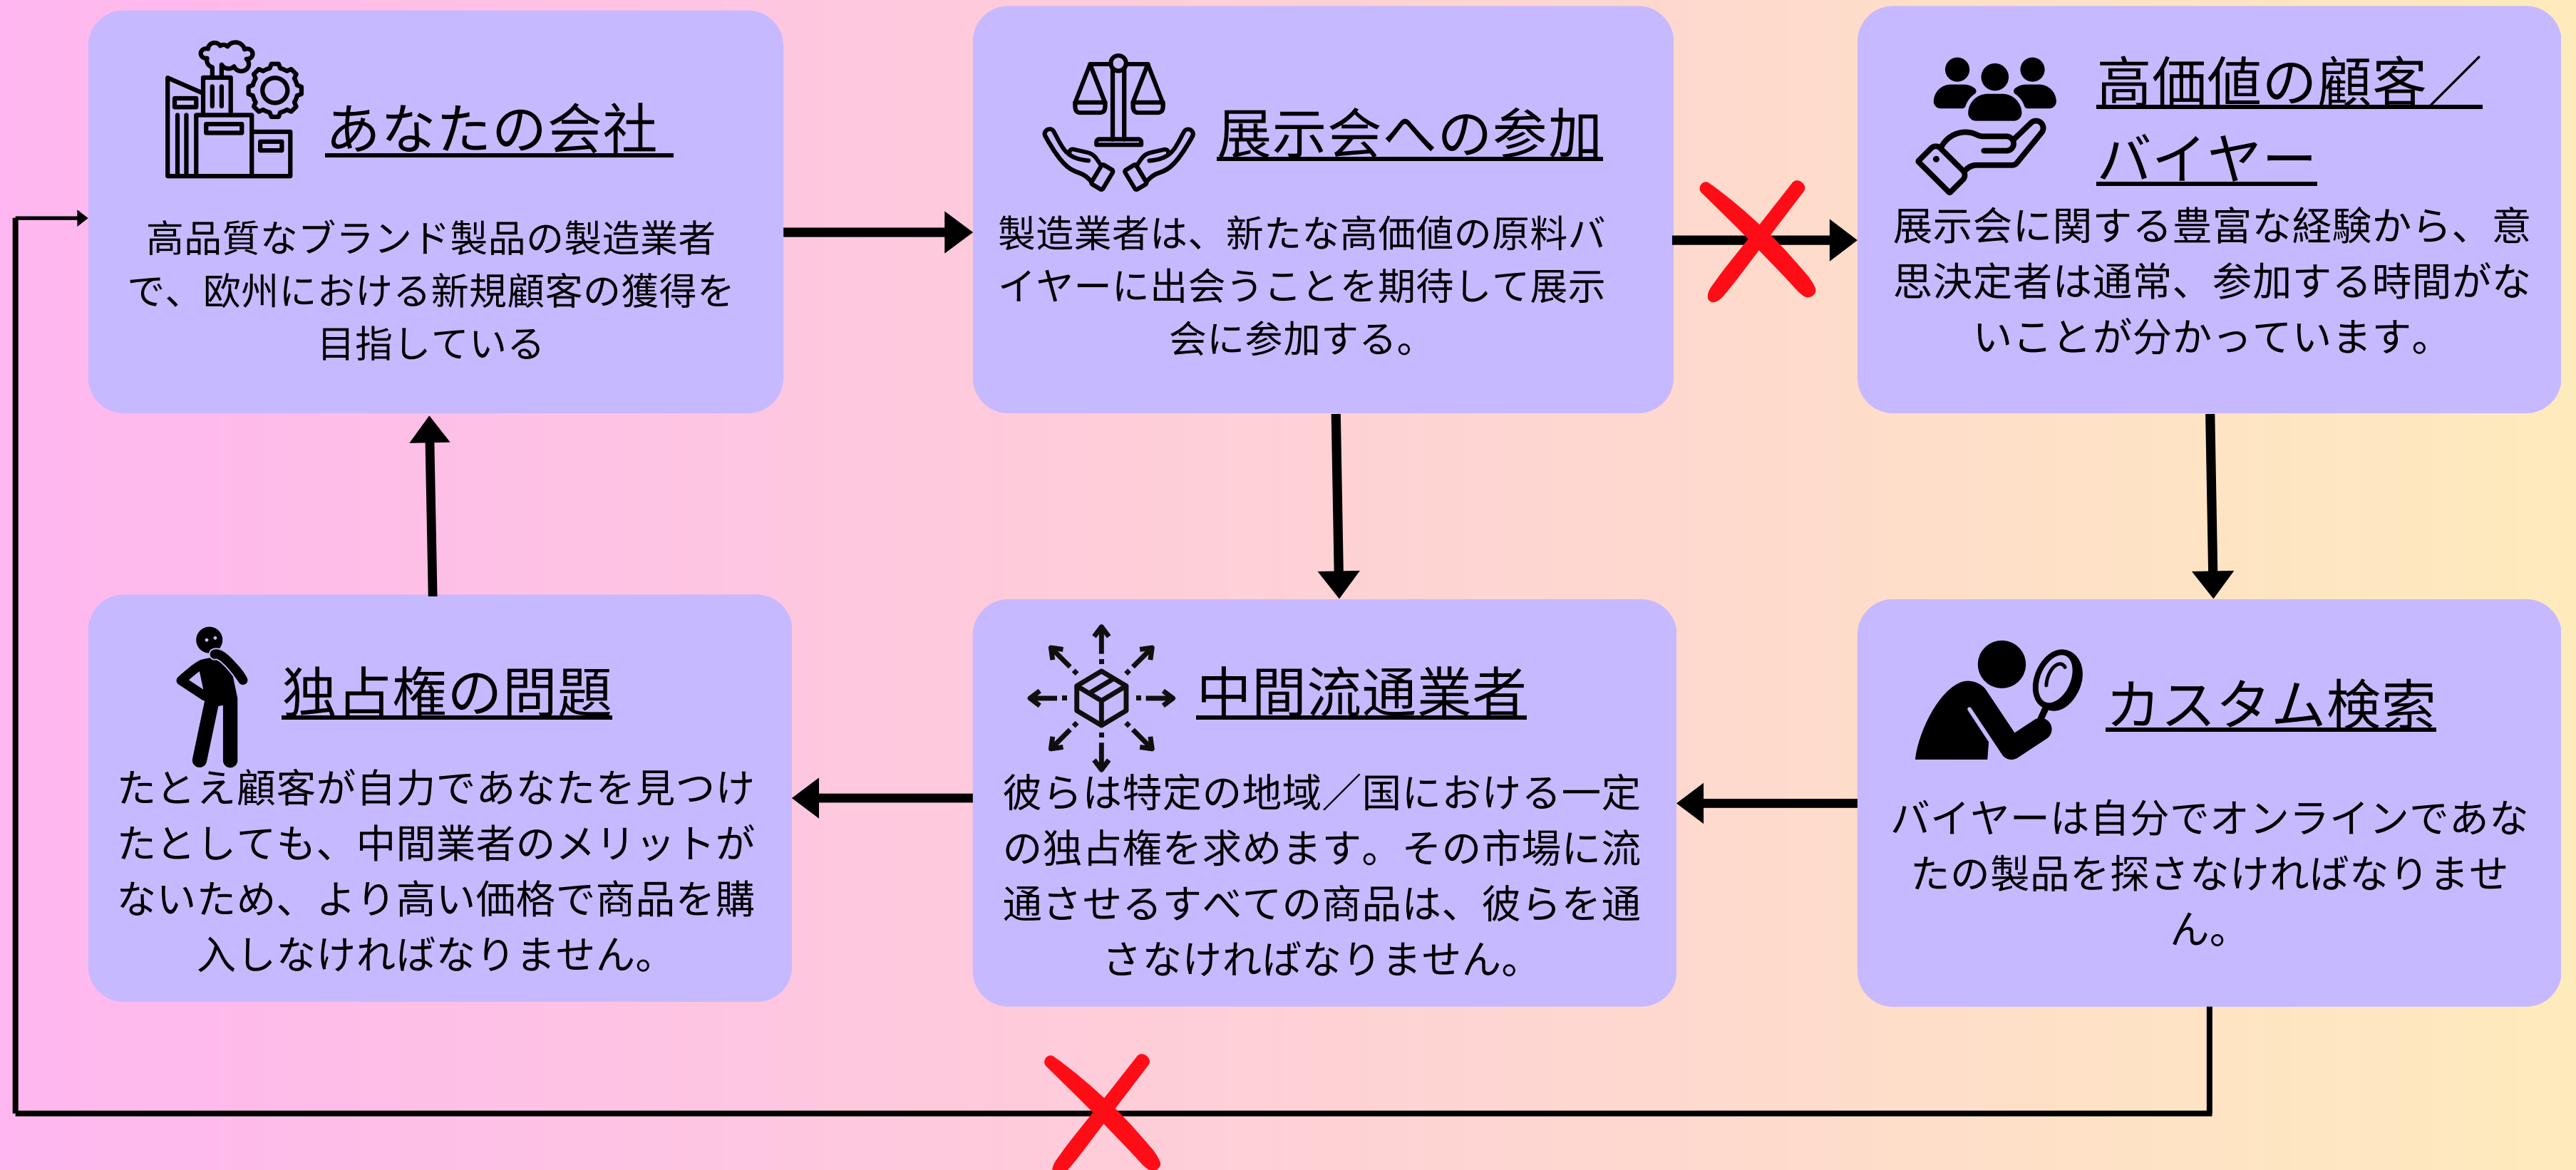 あなたの会社
高品質なブランド製品の製造業者
で、欧州における新規顧客の獲得を
目指している
展示会への参加
製造業者は、新たな高価値の原料バ
イヤーに出会うことを期待して展示
会に参加する。
高価値の顧客／
バイヤー
展示会に関する豊富な経験から、意
思決定者は通常、参加する時間がな
いことが分かっています。
独占権の問題
たとえ顧客が自力であなたを見つけ
たとしても、中間業者のメリットが
ないため、より高い価格で商品を購
入しなければなりません。
中間流通業者
彼らは特定の地域／国における一定
の独占権を求めます。その市場に流
通させるすべての商品は、彼らを通
さなければなりません。
カスタム検索
バイヤーは自分でオンラインであな
たの製品を探さなければなりませ
ん。